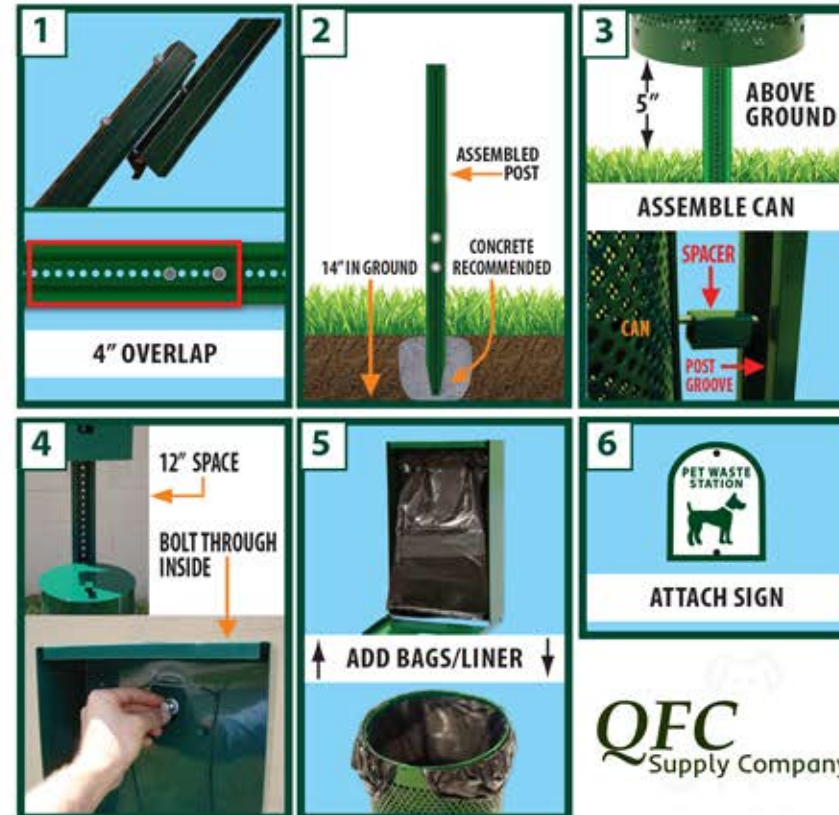 1
4" OVERLAP
2
ASSEMBLED
POST
14" IN GROUND
CONCRETE
RECOMMENDED
3
5"
ABOVE
GROUND
ASSEMBLE CAN
SPACER
CAN
POST
GROOVE
4
12" SPACE
BOLT THROUGH
INSIDE
5
ADD BAGS/LINER
6
PET WASTE
STATION
ATTACH SIGN
QFC
Supply Company